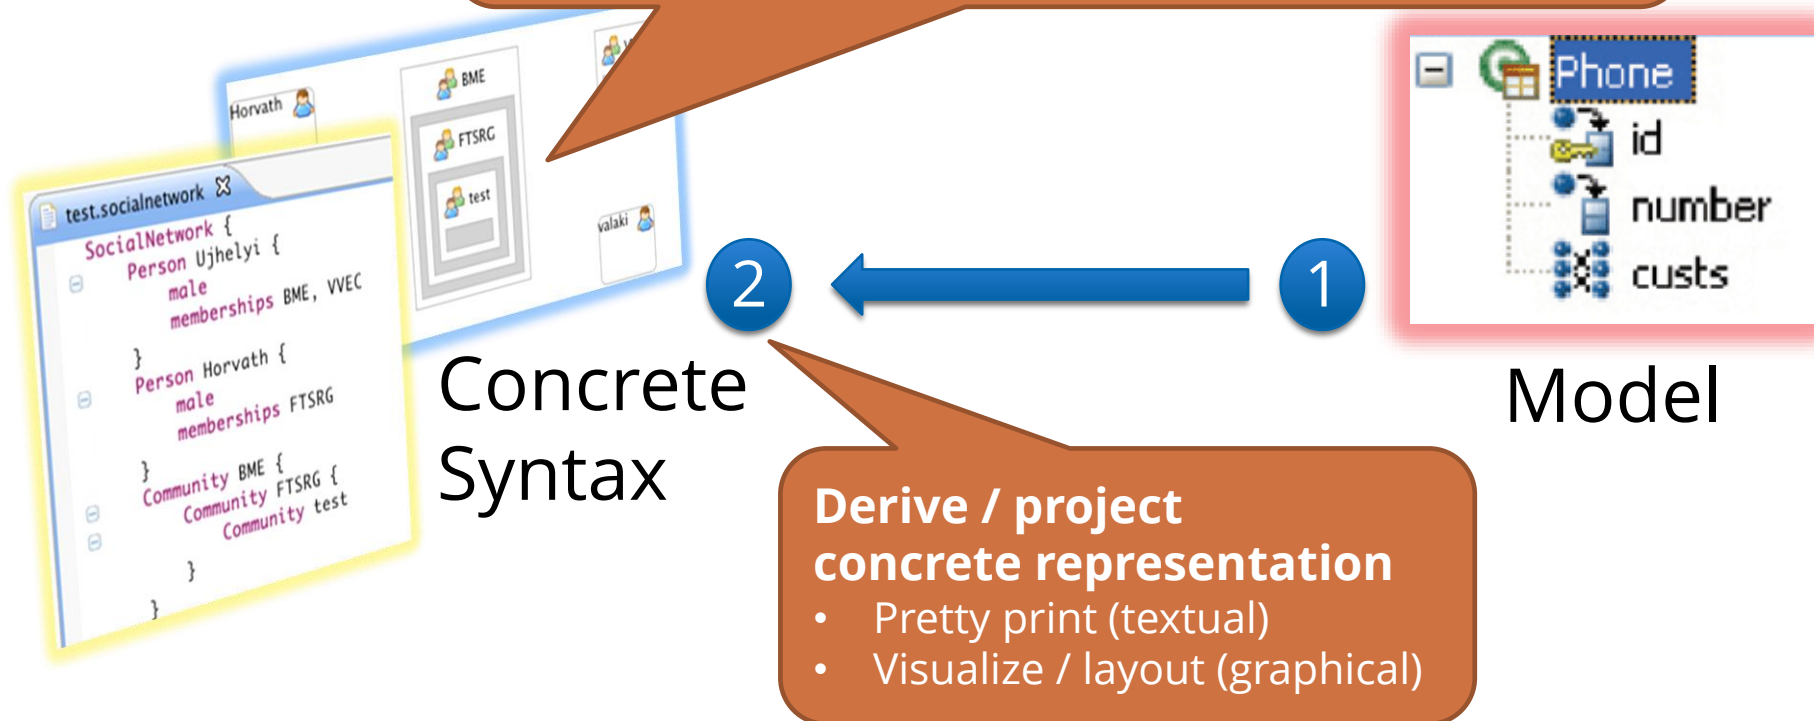 Horvath
BME
FTSRG
test
valaki
test.socialnetwork
SocialNetwork {
Person Ujhelyi {
male
memberships BME, VVEC
}
Person Horvath {
male
memberships FTSRG
}
Community BME {
Community FTSRG {
Community test
}
}
2
1
Concrete
Syntax
Phone
id
number
custs
Model
Derive / project
concrete representation
• Pretty print (textual)
• Visualize / layout (graphical)